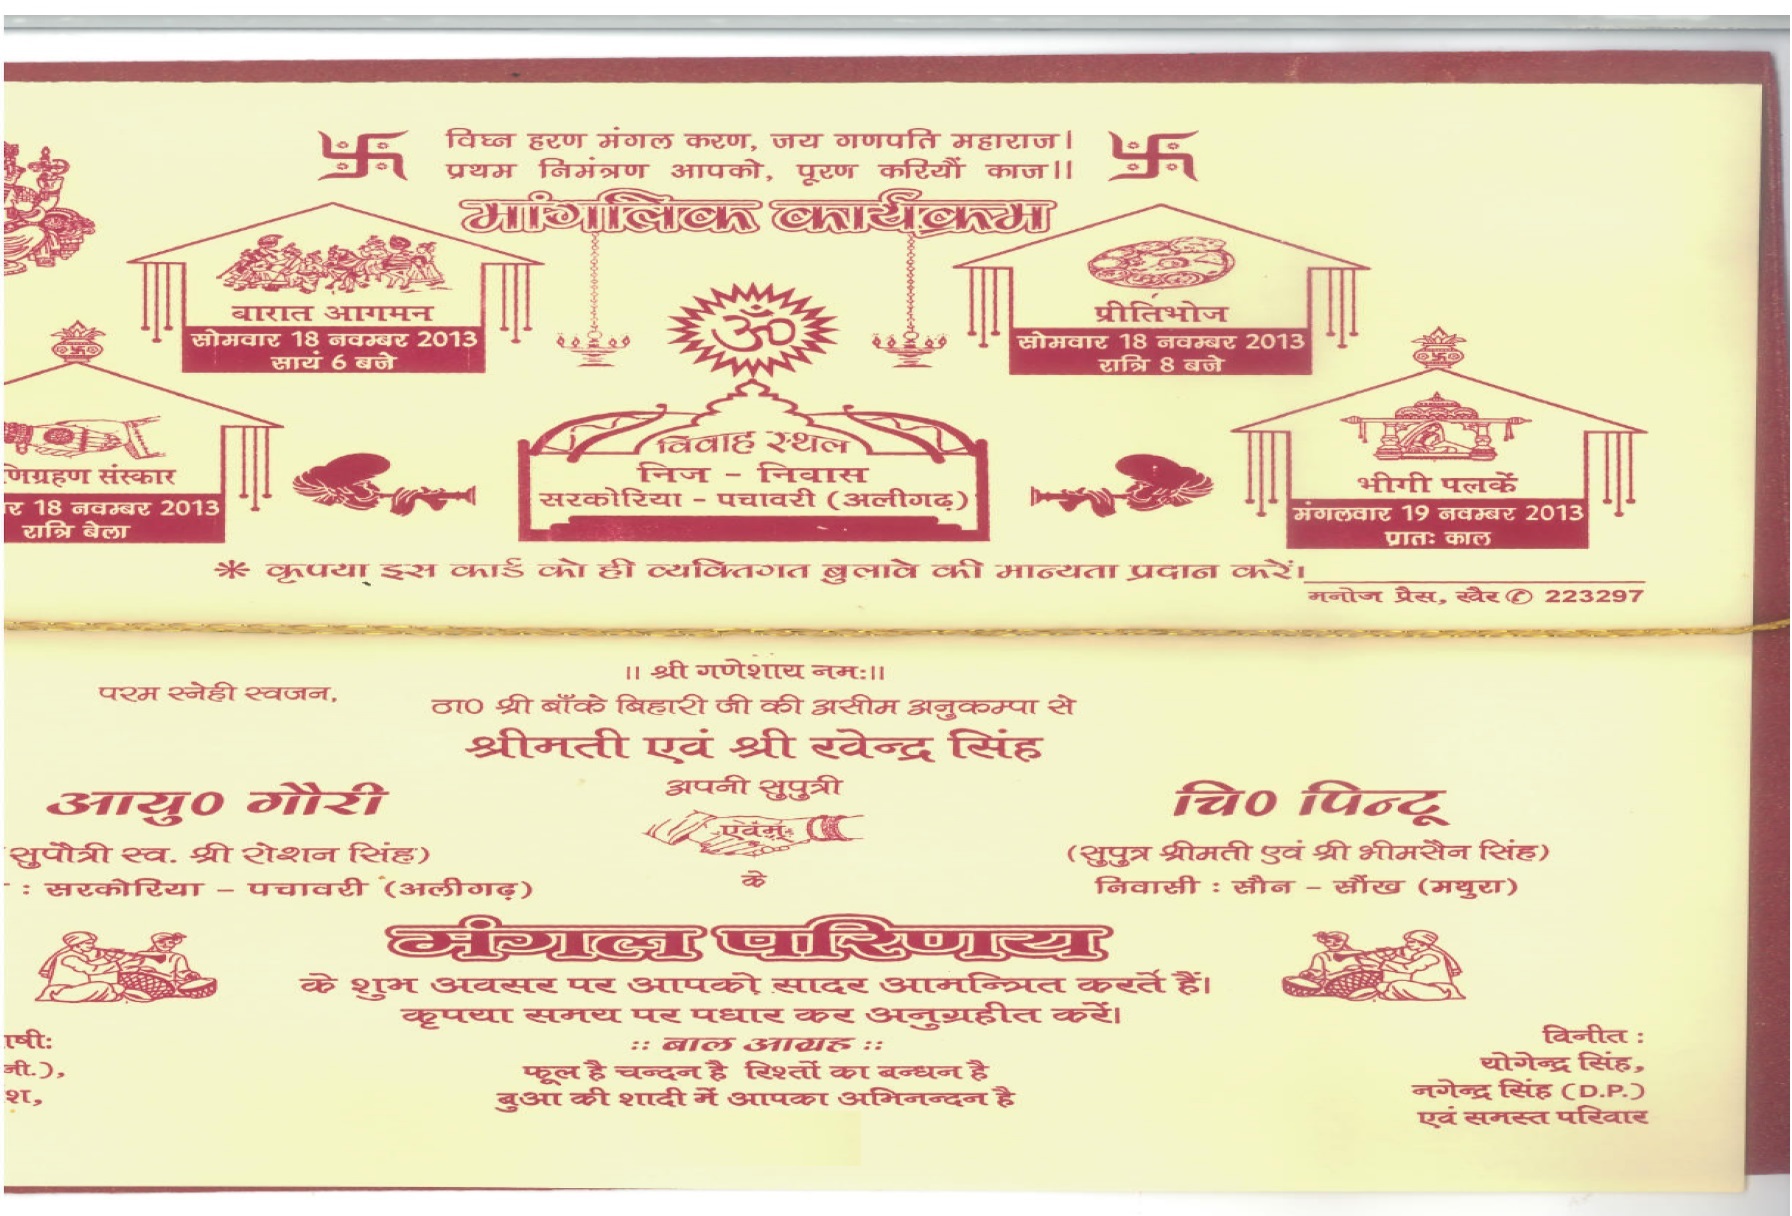 विघ्न हरण मंगल करण, जय गणपति महाराज।
प्रथम निमंत्रण आपको, पूरण करियौं काज।।
मांगलिक कार्यक्रम
बारात आगमन
सोमवार 18 नवम्बर 2013
सायं 6 बजे
प्रीतिभोज
सोमवार 18 नवम्बर 2013
रात्रि 8 बजे
ॐ
णिग्रहण संस्कार
र 18 नवम्बर 2013
रात्रि बेला
विवाह स्थल
निज - निवास
सरकोरिया - पचावरी (अलीगढ़)
भीगी पलकें
मंगलवार 19 नवम्बर 2013
प्रातः काल
* कृपया इस कार्ड को ही व्यक्तिगत बुलावे की मान्यता प्रदान करें।
मनोज प्रैस, खैर ✆ 223297
।। श्री गणेशाय नमः।।
परम स्नेही स्वजन,
ठा0 श्री बाँके बिहारी जी की असीम अनुकम्पा से
श्रीमती एवं श्री रवेन्द्र सिंह
अपनी सुपुत्री
आयु0 गौरी
सुपौत्री स्व. श्री रोशन सिंह)
: सरकोरिया – पचावरी (अलीगढ़)
एवम्
के
चि0 पिन्टू
(सुपुत्र श्रीमती एवं श्री भीमसैन सिंह)
निवासी : सौन – सौंख (मथुरा)
मंगल परिणय
के शुभ अवसर पर आपको सादर आमन्त्रित करते हैं।
कृपया समय पर पधार कर अनुग्रहीत करें।
:: बाल आग्रह ::
फूल है चन्दन है रिश्तों का बन्धन है
बुआ की शादी में आपका अभिनन्दन है
ाषी:
नी.),
श,
विनीत :
योगेन्द्र सिंह,
नगेन्द्र सिंह (D.P.)
एवं समस्त परिवार